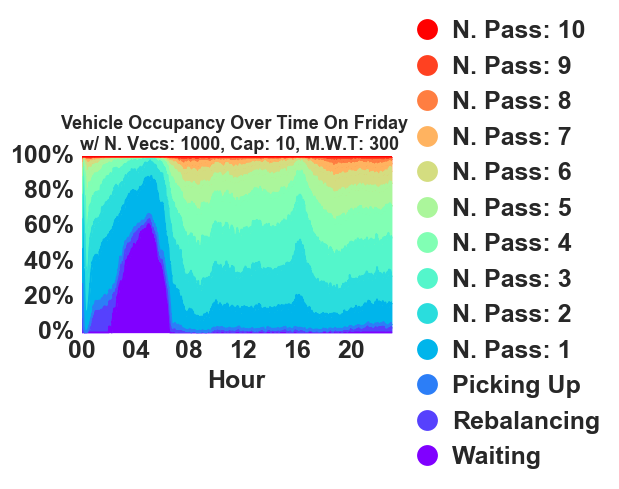 Vehicle Occupancy Over Time On Friday
w/ N. Vecs: 1000, Cap: 10, M.W.T: 300
100%
80%
60%
40%
20%
0%
00 04 08 12 16 20
Hour
N. Pass: 10
N. Pass: 9
N. Pass: 8
N. Pass: 7
N. Pass: 6
N. Pass: 5
N. Pass: 4
N. Pass: 3
N. Pass: 2
N. Pass: 1
Picking Up
Rebalancing
Waiting